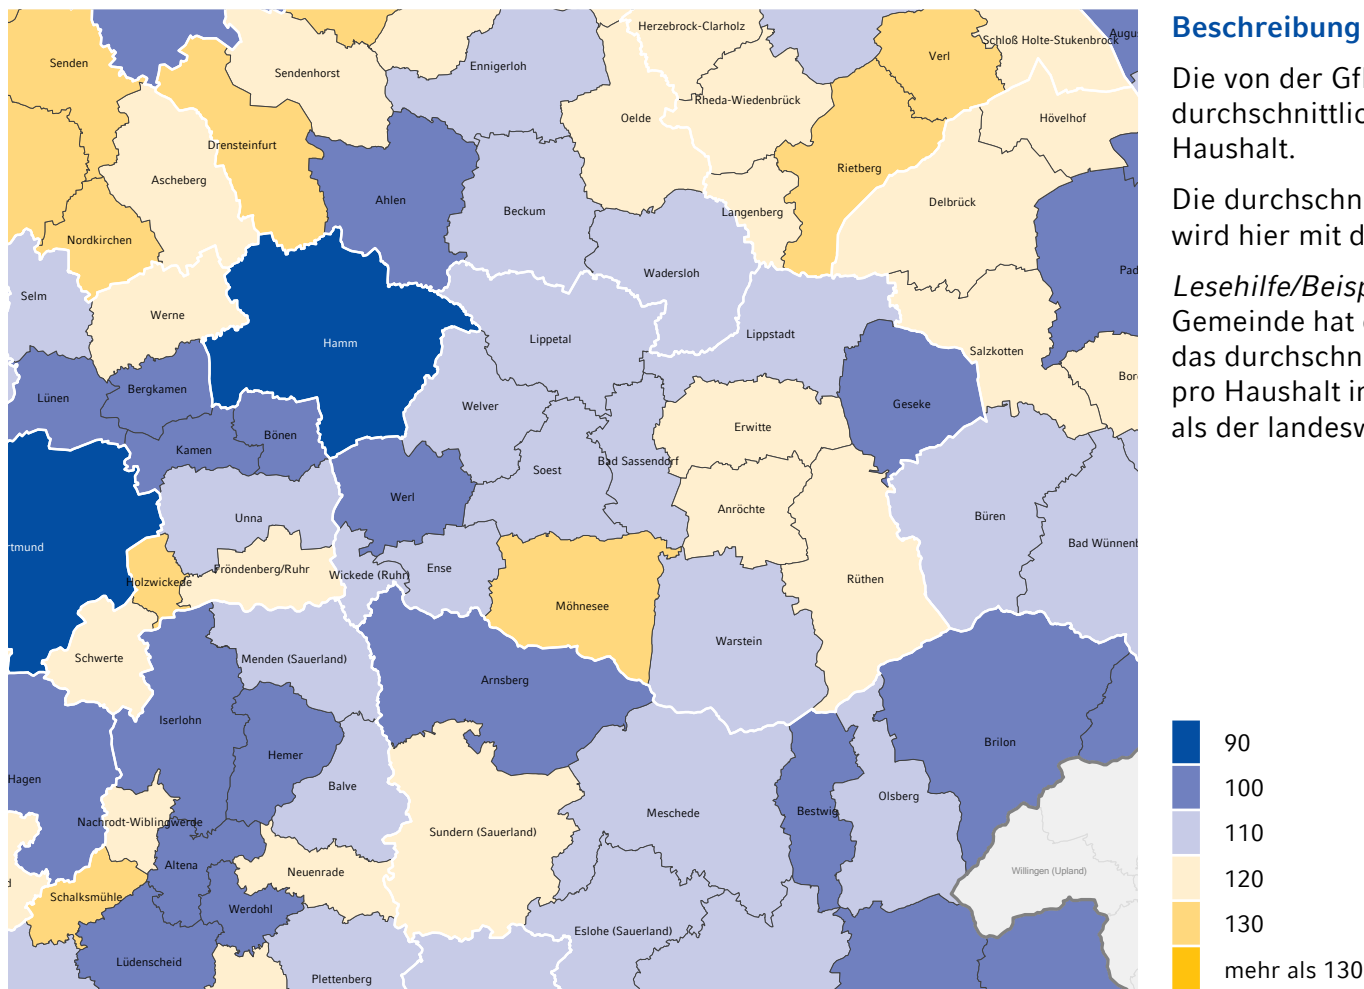 Beschreibung
Die von der Gf
durchschnittlic
Haushalt.
Die durchschn
wird hier mit d
Lesehilfe/Beisp
Gemeinde hat
das durchschn
pro Haushalt i
als der landesw
90
100
110
120
130
mehr als 130
Herzebrock-Clarholz
Schloß Holte-Stukenbrock
Augu
Senden
Sendenhorst
Ennigerloh
Verl
Rheda-Wiedenbrück
Oelde
Hövelhof
Drensteinfurt
Ascheberg
Rietberg
Ahlen
Beckum
Langenberg
Delbrück
Nordkirchen
Wadersloh
Pad
Selm
Werne
Hamm
Lippetal
Lippstadt
Salzkotten
Lünen
Bergkamen
Welver
Geseke
Bor
Bönen
Kamen
Erwitte
Soest
Bad Sassendorf
Werl
Anröchte
Unna
Büren
rtmund
Bad Wünnenb
Holzwickede
Fröndenberg/Ruhr
Wickede (Ruhr)
Ense
Rüthen
Möhnesee
Warstein
Schwerte
Menden (Sauerland)
Arnsberg
Iserlohn
Hemer
Brilon
Hagen
Balve
Olsberg
Meschede
Bestwig
Nachrodt-Wiblingwerde
Sundern (Sauerland)
Altena
Neuenrade
Willingen (Upland)
d
Schalksmühle
Werdohl
Eslohe (Sauerland)
Lüdenscheid
Plettenberg